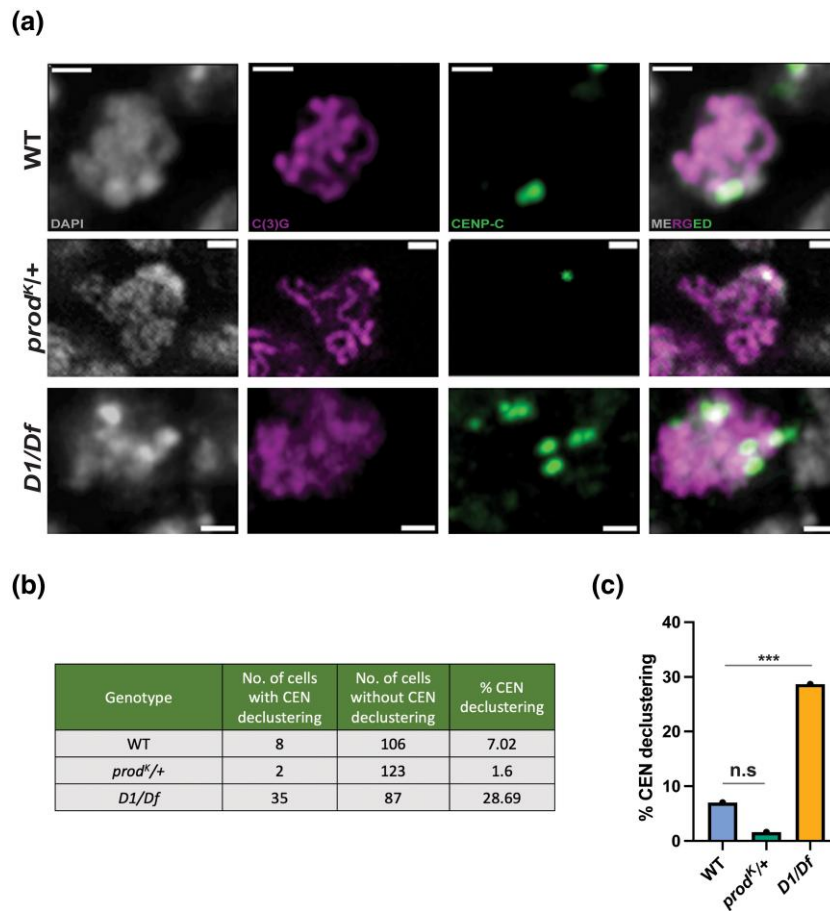 (a)
WT
DAPI
C(3)G
CENP-C
MERGED
prodᴷ/+
D1/Df
(b)
Genotype
No. of cells
with CEN
declustering
No. of cells
without CEN
declustering
% CEN
declustering
WT 8 106 7.02
prodᴷ/+ 2 123 1.6
D1/Df 35 87 28.69
(c)
% CEN declustering
40
30
20
10
0
***
n.s
WT
prodᴷ/+
D1/Df